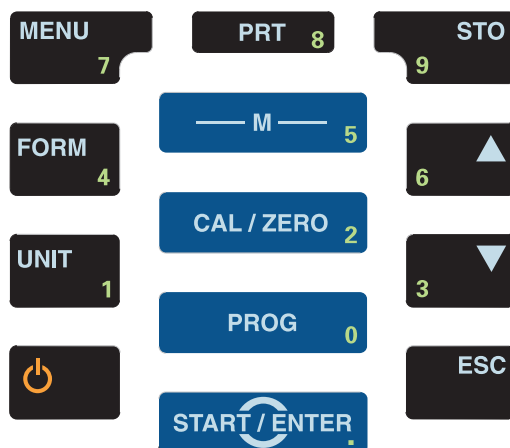 MENU 7
PRT 8
STO 9
FORM 4
M 5
6
UNIT 1
CAL / ZERO 2
3
PROG 0
ESC
START / ENTER .